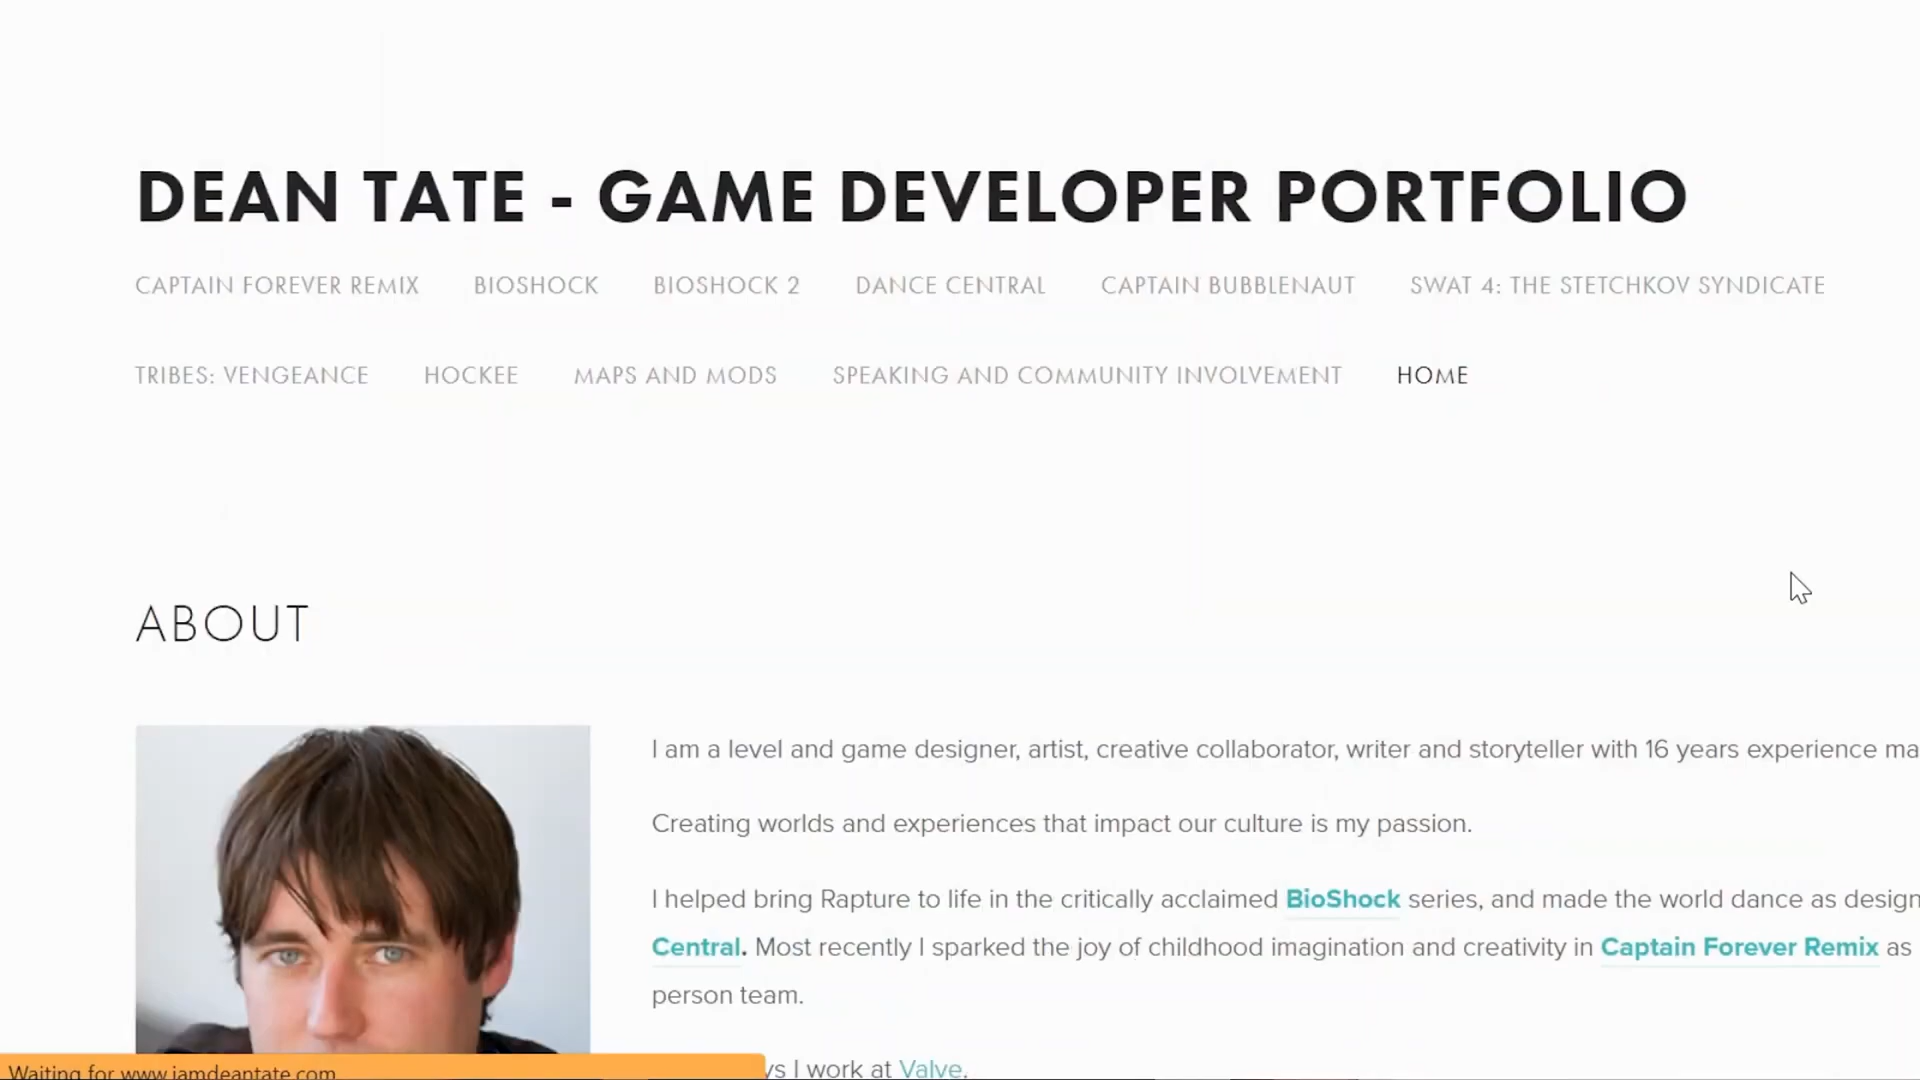 DEAN TATE - GAME DEVELOPER PORTFOLIO
CAPTAIN FOREVER REMIX BIOSHOCK BIOSHOCK 2 DANCE CENTRAL CAPTAIN BUBBLENAUT SWAT 4: THE STETCHKOV SYNDICATE
TRIBES: VENGEANCE HOCKEE MAPS AND MODS SPEAKING AND COMMUNITY INVOLVEMENT HOME
ABOUT
I am a level and game designer, artist, creative collaborator, writer and storyteller with 16 years experience ma
Creating worlds and experiences that impact our culture is my passion.
I helped bring Rapture to life in the critically acclaimed BioShock series, and made the world dance as design
Central. Most recently I sparked the joy of childhood imagination and creativity in Captain Forever Remix as
person team.
ys I work at Valve.
Waiting for www.iamdeantate.com